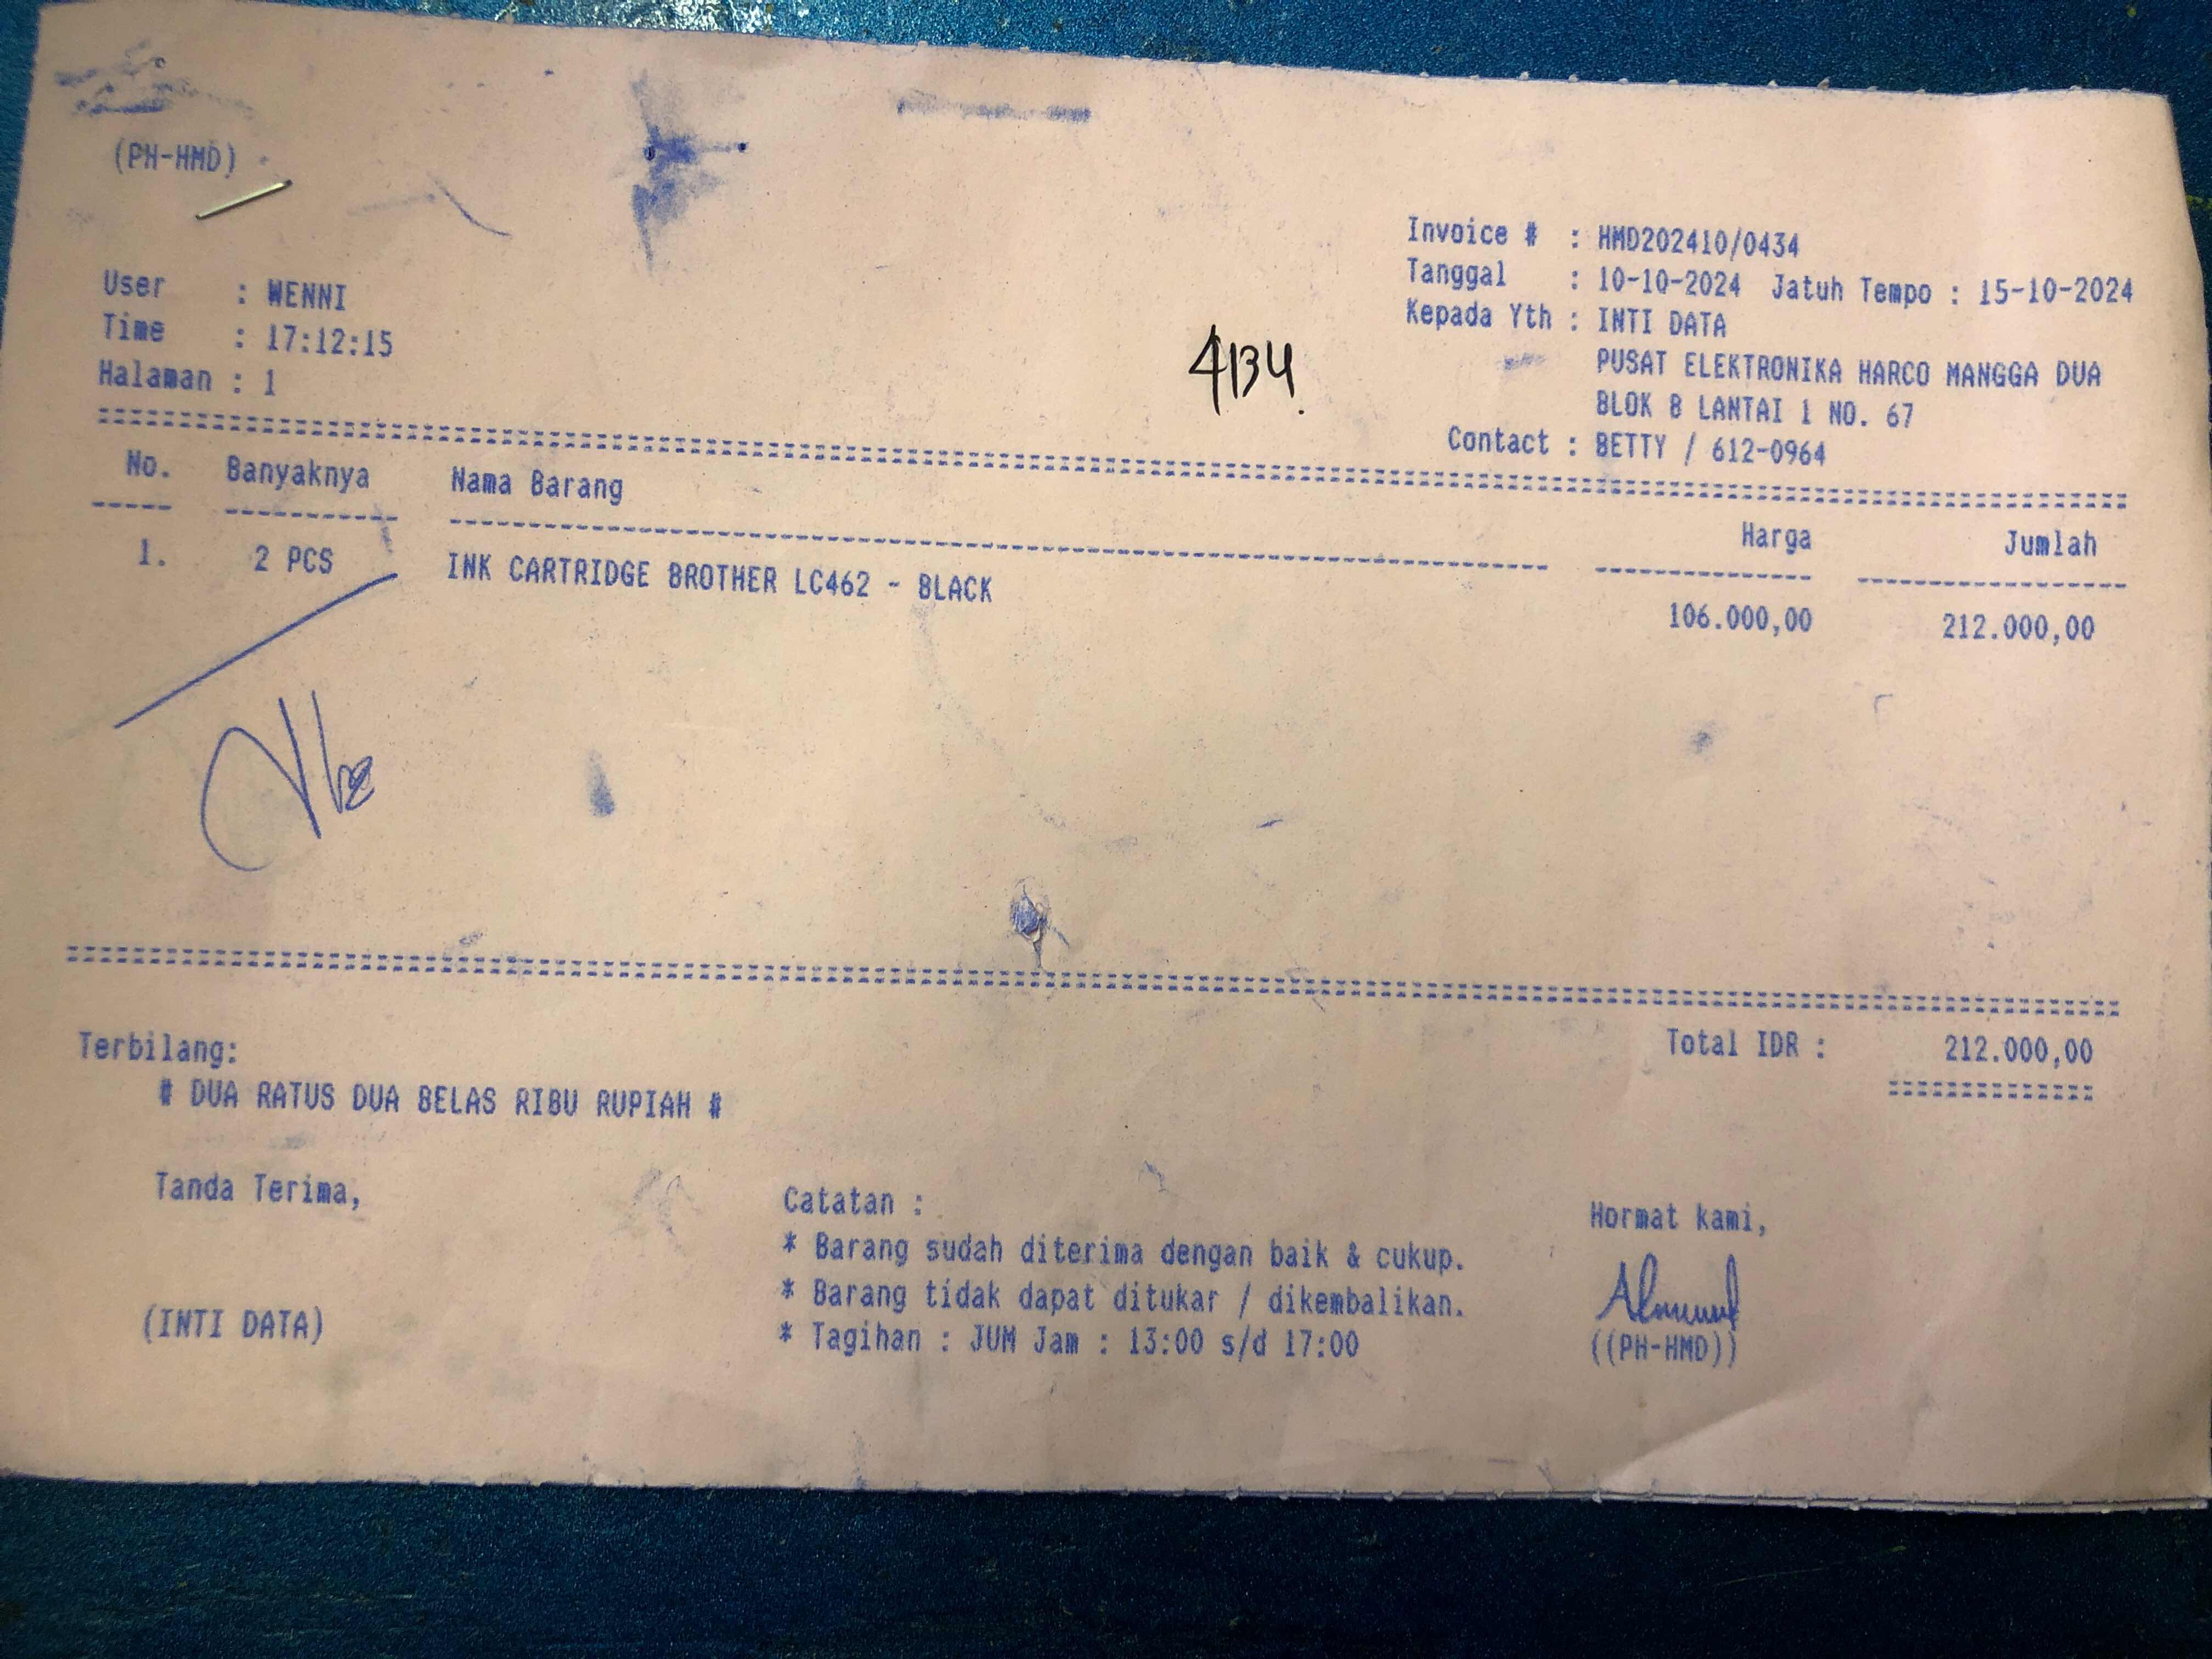 (PH-HMD)
Invoice # : HMD202410/0434
Tanggal : 10-10-2024 Jatuh Tempo : 15-10-2024
Kepada Yth : INTI DATA
PUSAT ELEKTRONIKA HARCO MANGGA DUA
BLOK B LANTAI 1 NO. 67
Contact : BETTY / 612-0964
User : WENNI
Time : 17:12:15
Halaman : 1
4134
No. Banyaknya Nama Barang Harga Jumlah
1. 2 PCS INK CARTRIDGE BROTHER LC462 - BLACK 106.000,00 212.000,00
Total IDR : 212.000,00
Terbilang:
# DUA RATUS DUA BELAS RIBU RUPIAH #
Tanda Terima,
(INTI DATA)
Catatan :
* Barang sudah diterima dengan baik & cukup.
* Barang tidak dapat ditukar / dikembalikan.
* Tagihan : JUM Jam : 13:00 s/d 17:00
Hormat kami,
((PH-HMD))